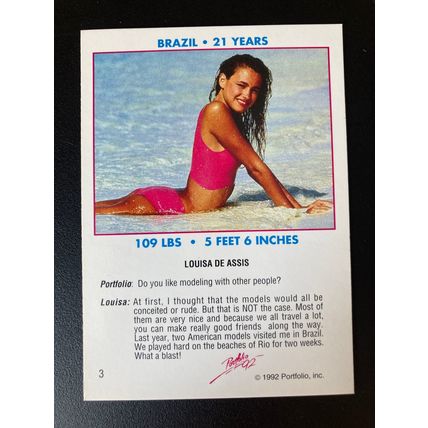 BRAZIL • 21 YEARS
109 LBS • 5 FEET 6 INCHES
LOUISA DE ASSIS
Portfolio: Do you like modeling with other people?
Louisa: At first, I thought that the models would all be
conceited or rude. But that is NOT the case. Most of
them are very nice and because we all travel a lot,
you can make really good friends along the way.
Last year, two American models visited me in Brazil.
We played hard on the beaches of Rio for two weeks.
What a blast!
Portfolio 92
3
© 1992 Portfolio, inc.